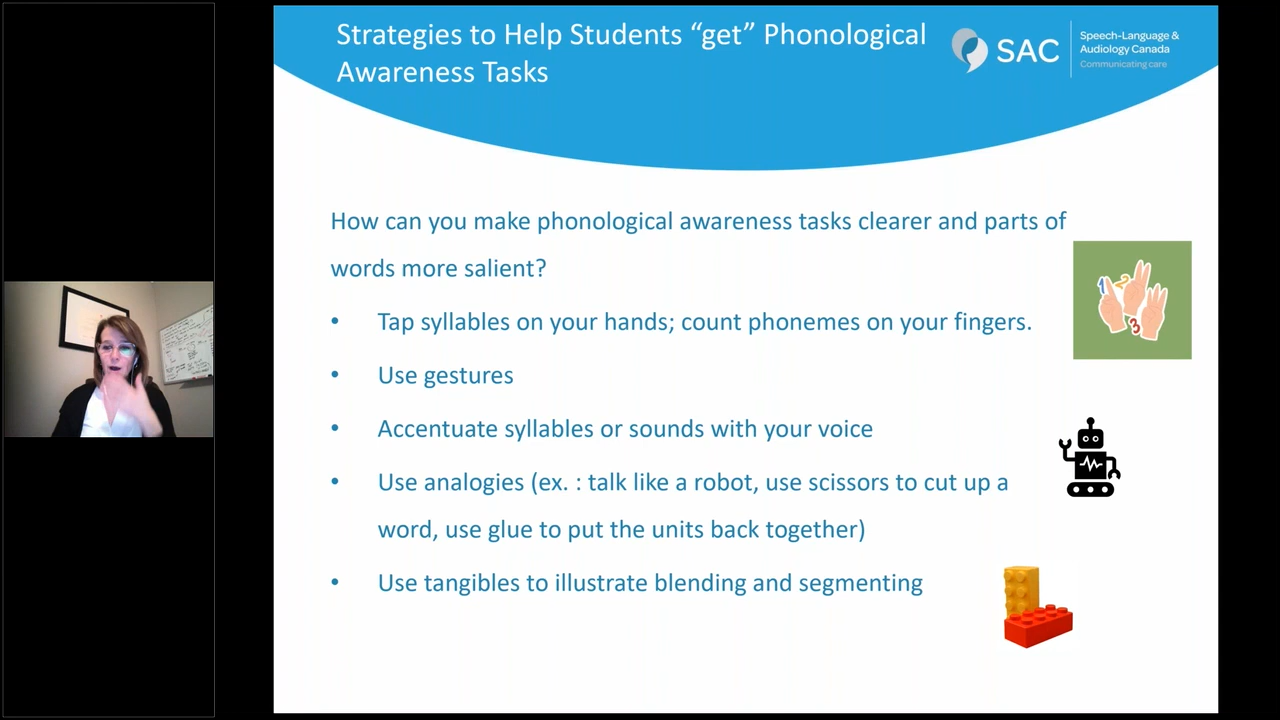 Strategies to Help Students “get” Phonological
Awareness Tasks
SAC
Speech-Language &
Audiology Canada
Communicating care
How can you make phonological awareness tasks clearer and parts of
words more salient?
• Tap syllables on your hands; count phonemes on your fingers.
• Use gestures
• Accentuate syllables or sounds with your voice
• Use analogies (ex. : talk like a robot, use scissors to cut up a
word, use glue to put the units back together)
• Use tangibles to illustrate blending and segmenting
1
2
3